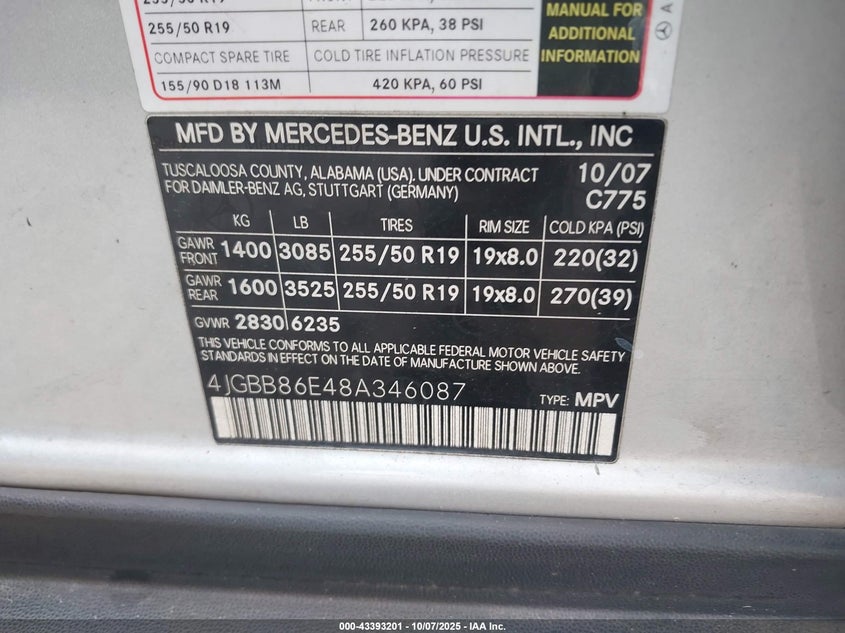 255/50 R19
255/50 R19 REAR 260 KPA, 38 PSI
COMPACT SPARE TIRE COLD TIRE INFLATION PRESSURE
155/90 D18 113M 420 KPA, 60 PSI
MANUAL FOR
ADDITIONAL
INFORMATION
A
MFD BY MERCEDES-BENZ U.S. INTL., INC
TUSCALOOSA COUNTY, ALABAMA (USA). UNDER CONTRACT
FOR DAIMLER-BENZ AG, STUTTGART (GERMANY)
10/07
C775
KG LB TIRES RIM SIZE COLD KPA (PSI)
GAWR FRONT 1400 3085 255/50 R19 19x8.0 220(32)
GAWR REAR 1600 3525 255/50 R19 19x8.0 270(39)
GVWR 2830 6235
THIS VEHICLE CONFORMS TO ALL APPLICABLE FEDERAL MOTOR VEHICLE SAFETY
STANDARDS IN EFFECT ON THE DATE OF MANUFACTURE SHOWN ABOVE.
4JGBB86E48A346087
TYPE: MPV
000-43393201 - 10/07/2025 - IAA Inc.